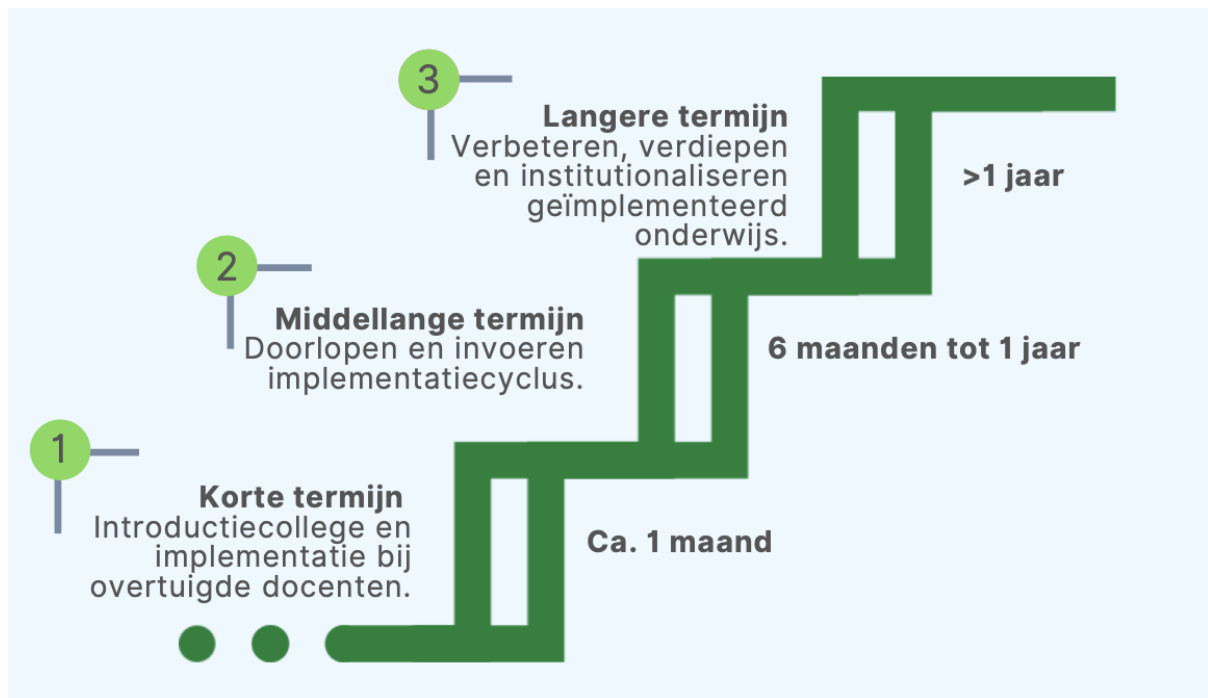 3
Langere termijn
Verbeteren, verdiepen
en institutionaliseren
geïmplementeerd
onderwijs.
>1 jaar
2
Middellange termijn
Doorlopen en invoeren
implementatiecyclus.
6 maanden tot 1 jaar
1
Korte termijn
Introductiecollege en
implementatie bij
overtuigde docenten.
Ca. 1 maand